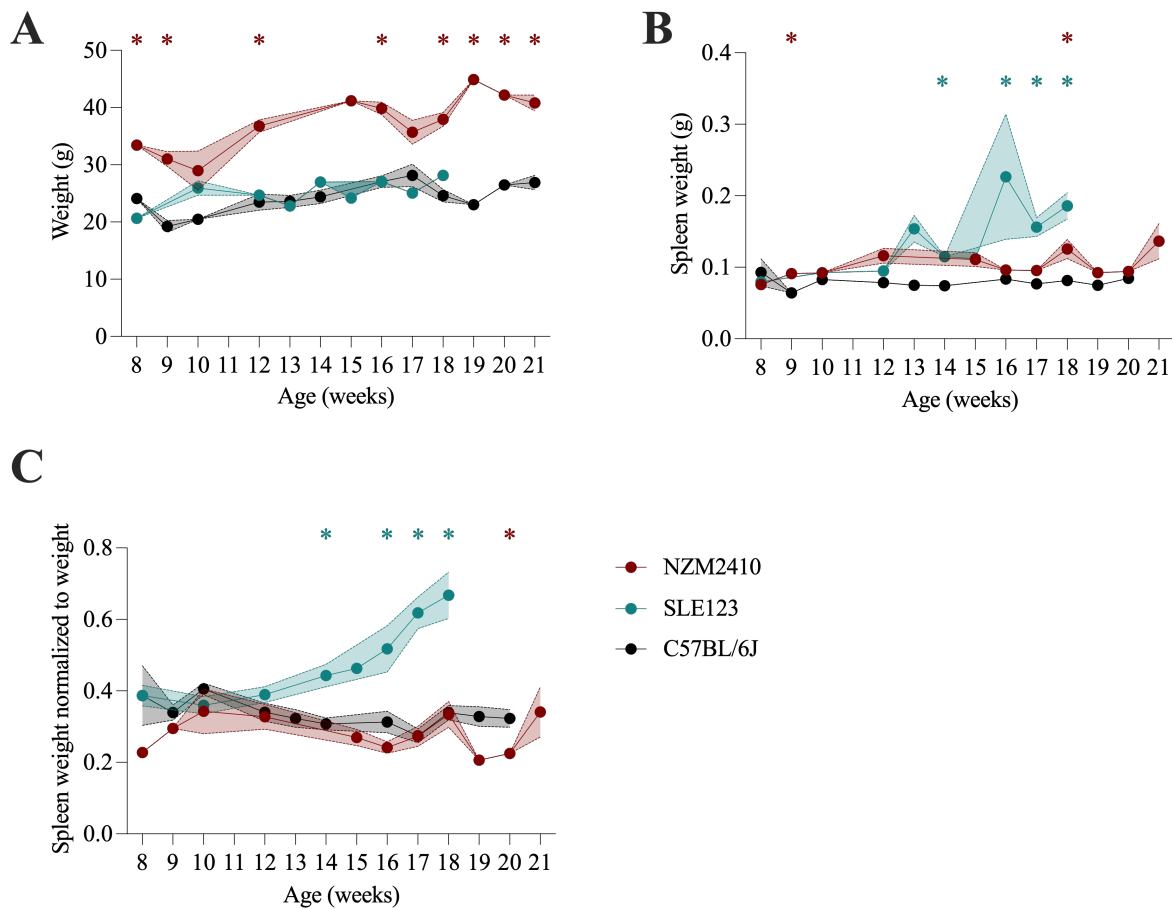 A
* * * * * * * *
50
40
30
20
10
0
Weight (g)
8 9 10 11 12 13 14 15 16 17 18 19 20 21
Age (weeks)
B
* *
* * * *
0.4
0.3
0.2
0.1
0.0
Spleen weight (g)
8 9 10 11 12 13 14 15 16 17 18 19 20 21
Age (weeks)
C
* * * * *
0.8
0.6
0.4
0.2
0.0
Spleen weight normalized to weight
8 9 10 11 12 13 14 15 16 17 18 19 20 21
Age (weeks)
NZM2410
SLE123
C57BL/6J